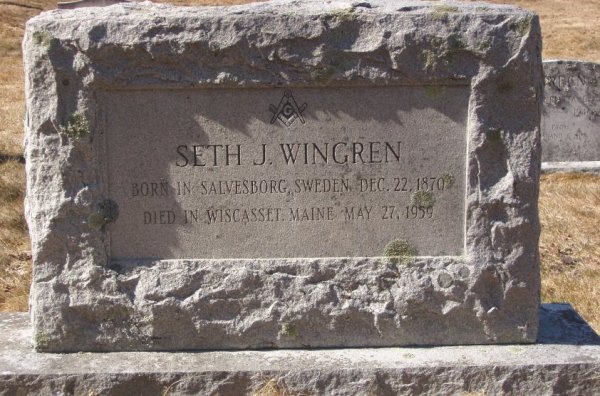 G
SETH J. WINGREN
BORN IN SALVESBORG, SWEDEN, DEC. 22, 1870
DIED IN WISCASSET, MAINE MAY 27, 1959